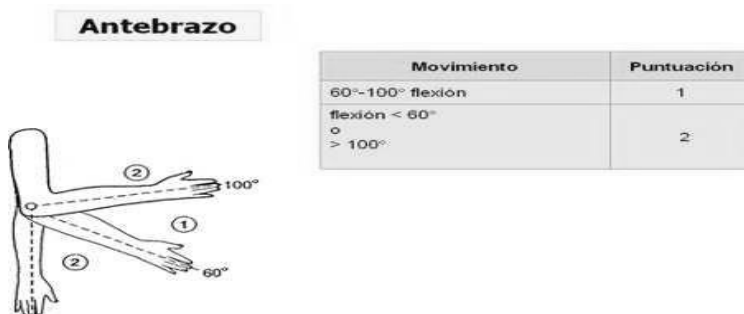 Antebrazo
Movimiento Puntuación
60°-100° flexión 1
flexión < 60°
o
> 100°
2
2
100°
1
2
60°